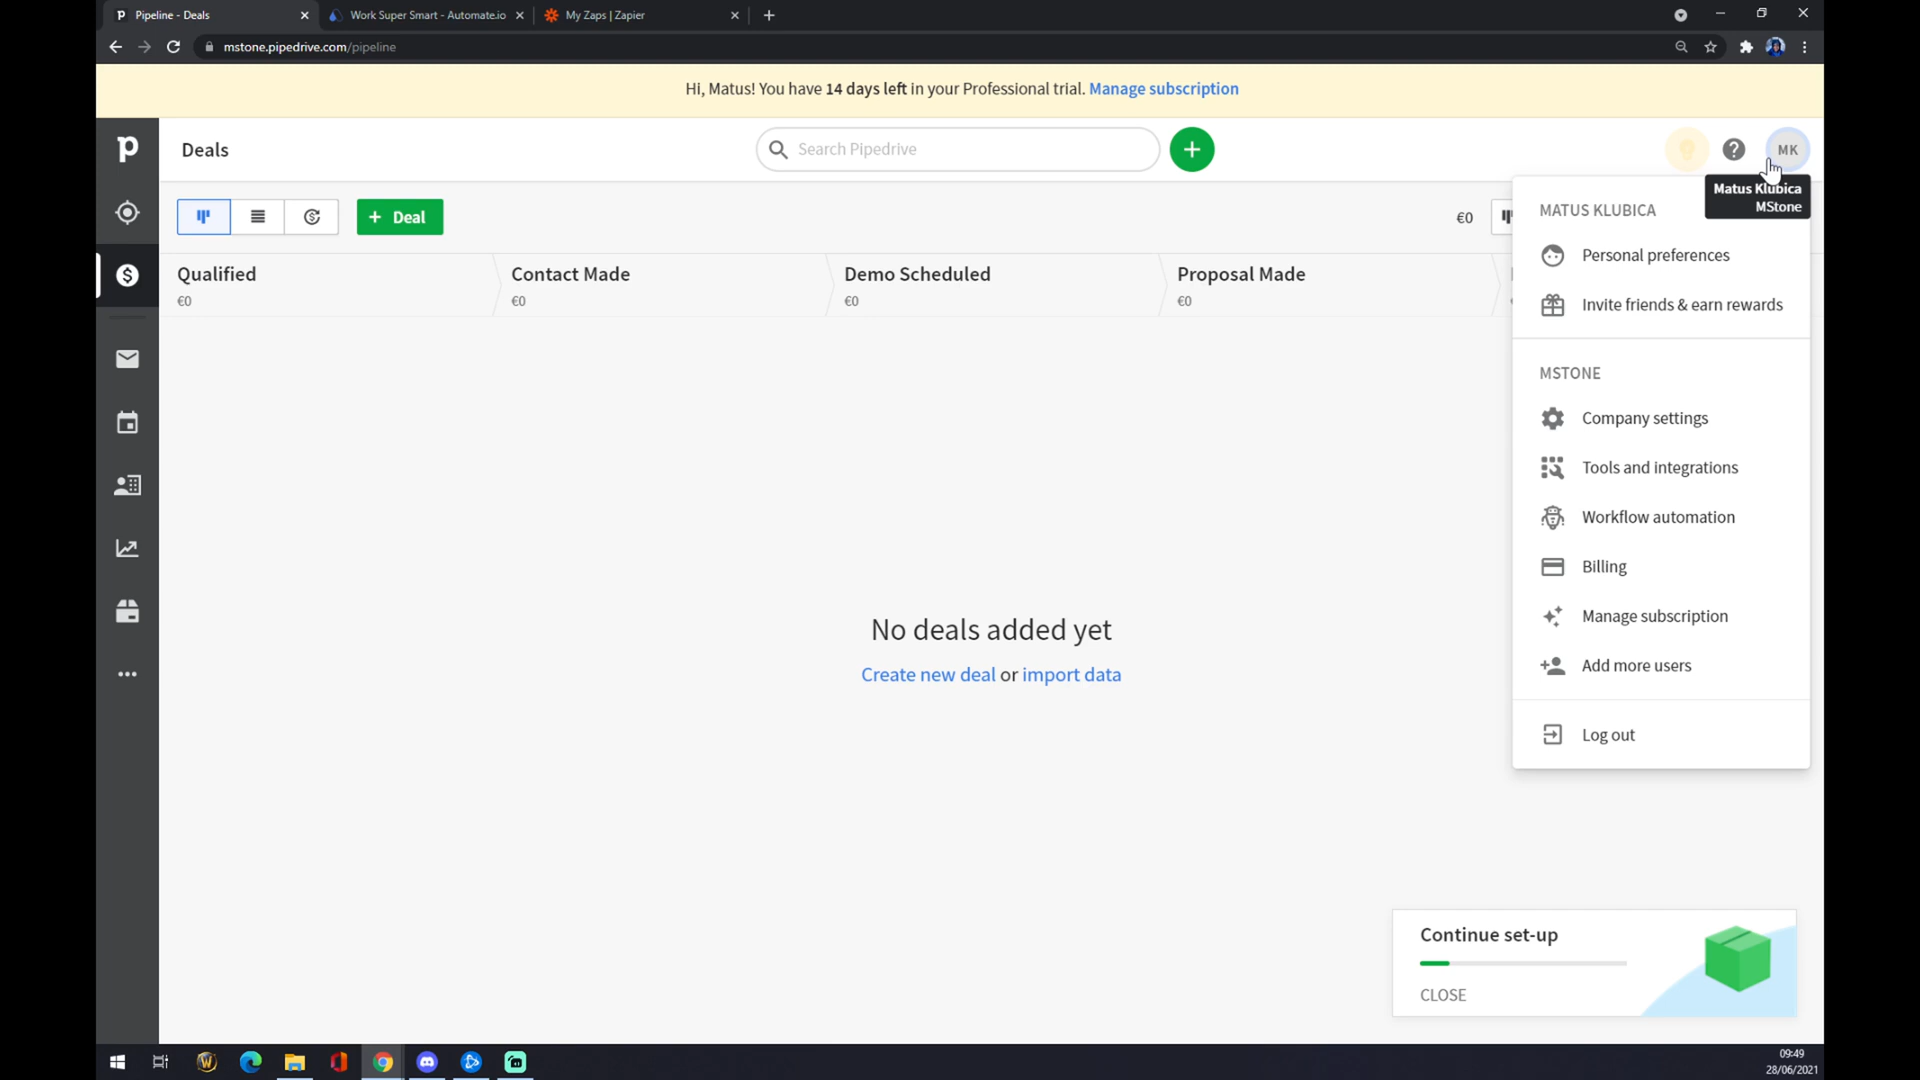 Pipeline - Deals
Work Super Smart - Automate.io
My Zaps | Zapier
mstone.pipedrive.com/pipeline
Hi, Matus! You have 14 days left in your Professional trial. Manage subscription
Deals
Search Pipedrive
MK
Matus Klubica
MStone
Deal
€0
MATUS KLUBICA
Personal preferences
Invite friends & earn rewards
Qualified
€0
Contact Made
€0
Demo Scheduled
€0
Proposal Made
€0
MSTONE
Company settings
Tools and integrations
Workflow automation
Billing
Manage subscription
Add more users
Log out
No deals added yet
Create new deal or import data
Continue set-up
CLOSE
09:49
28/06/2021